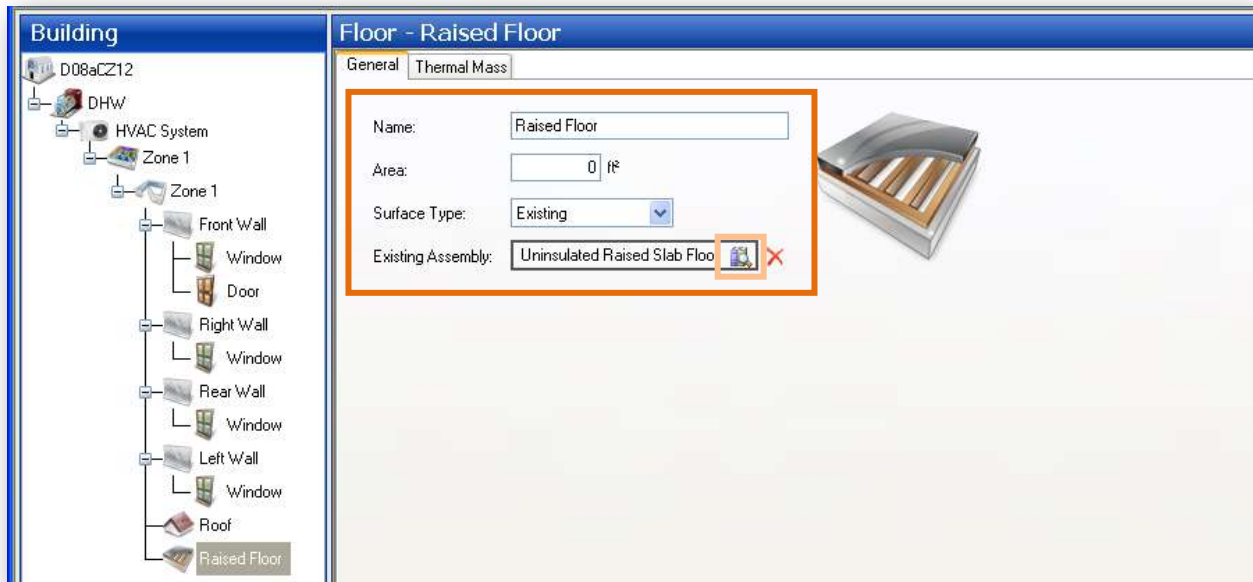 Building
D08aCZ12
DHW
HVAC System
Zone 1
Zone 1
Front Wall
Window
Door
Right Wall
Window
Rear Wall
Window
Left Wall
Window
Roof
Raised Floor
Floor - Raised Floor
General Thermal Mass
Name: Raised Floor
Area: 0 ft²
Surface Type: Existing
Existing Assembly: Uninsulated Raised Slab Floo